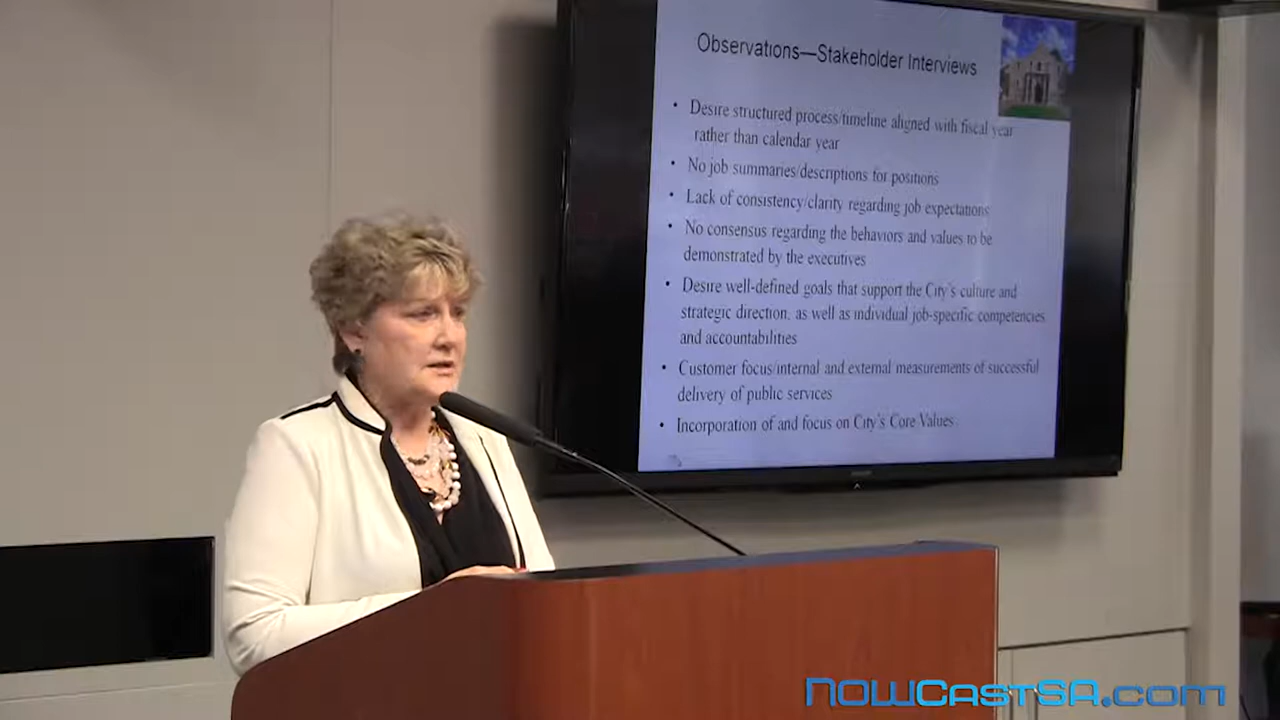 Observations—Stakeholder Interviews
• Desire structured process/timeline aligned with fiscal year
rather than calendar year
• No job summaries/descriptions for positions
• Lack of consistency/clarity regarding job expectations
• No consensus regarding the behaviors and values to be
demonstrated by the executives
• Desire well-defined goals that support the City's culture and
strategic direction, as well as individual job-specific competencies
and accountabilities
• Customer focus/internal and external measurements of successful
delivery of public services
• Incorporation of and focus on City's Core Values
NOWCastSA.com